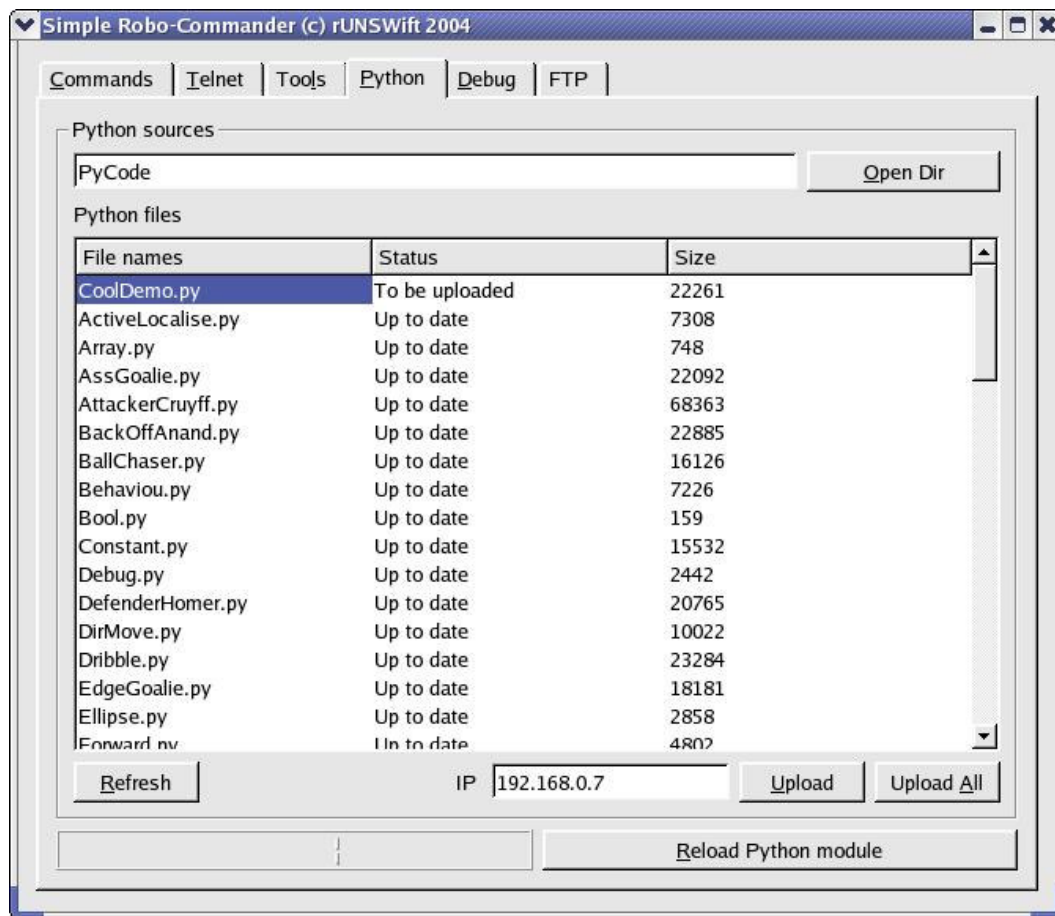 Simple Robo-Commander (c) rUNSWift 2004
Commands Telnet Tools Python Debug FTP
Python sources
PyCode Open Dir
Python files
File names Status Size
CoolDemo.py To be uploaded 22261
ActiveLocalise.py Up to date 7308
Array.py Up to date 748
AssGoalie.py Up to date 22092
AttackerCruyff.py Up to date 68363
BackOffAnand.py Up to date 22885
BallChaser.py Up to date 16126
Behaviou.py Up to date 7226
Bool.py Up to date 159
Constant.py Up to date 15532
Debug.py Up to date 2442
DefenderHomer.py Up to date 20765
DirMove.py Up to date 10022
Dribble.py Up to date 23284
EdgeGoalie.py Up to date 18181
Ellipse.py Up to date 2858
Forward.py Up to date 4802
Refresh IP 192.168.0.7 Upload Upload All
Reload Python module